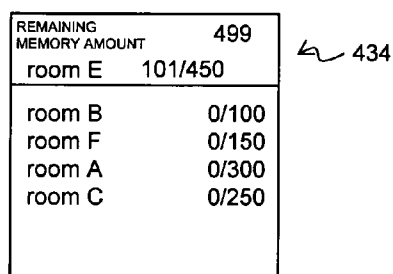 REMAINING
MEMORY AMOUNT 499
room E 101/450
434
room B 0/100
room F 0/150
room A 0/300
room C 0/250